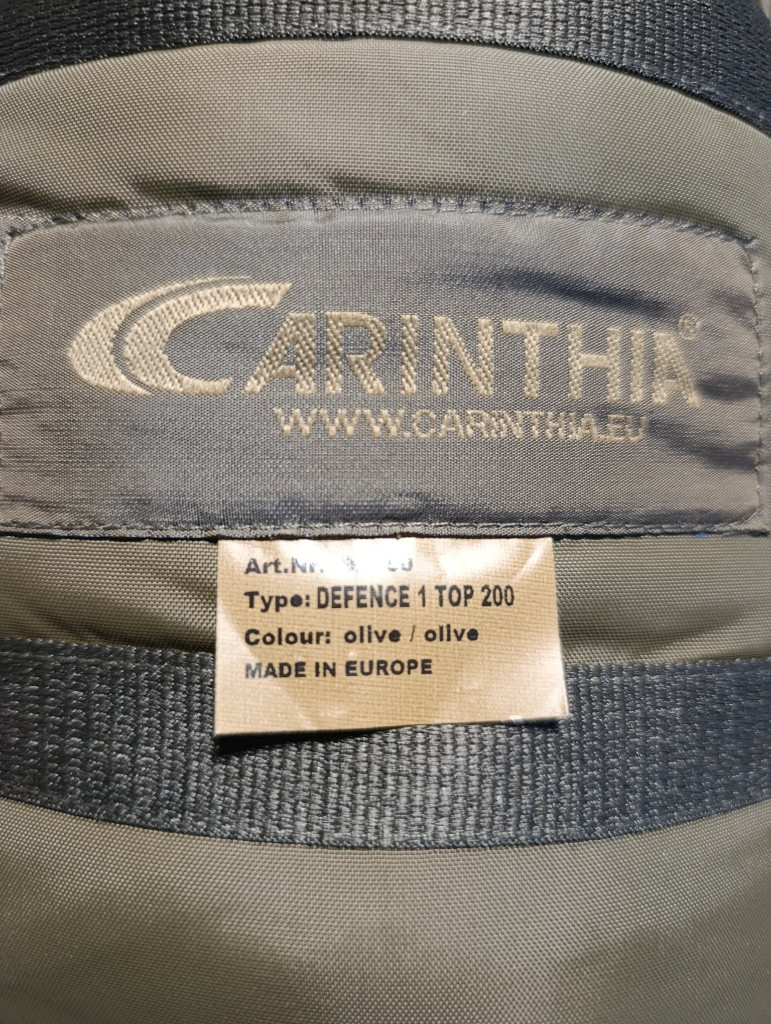 CARINTHIA®
WWW.CARINTHIA.EU
Art.Nr.
Type: DEFENCE 1 TOP 200
Colour: olive / olive
MADE IN EUROPE